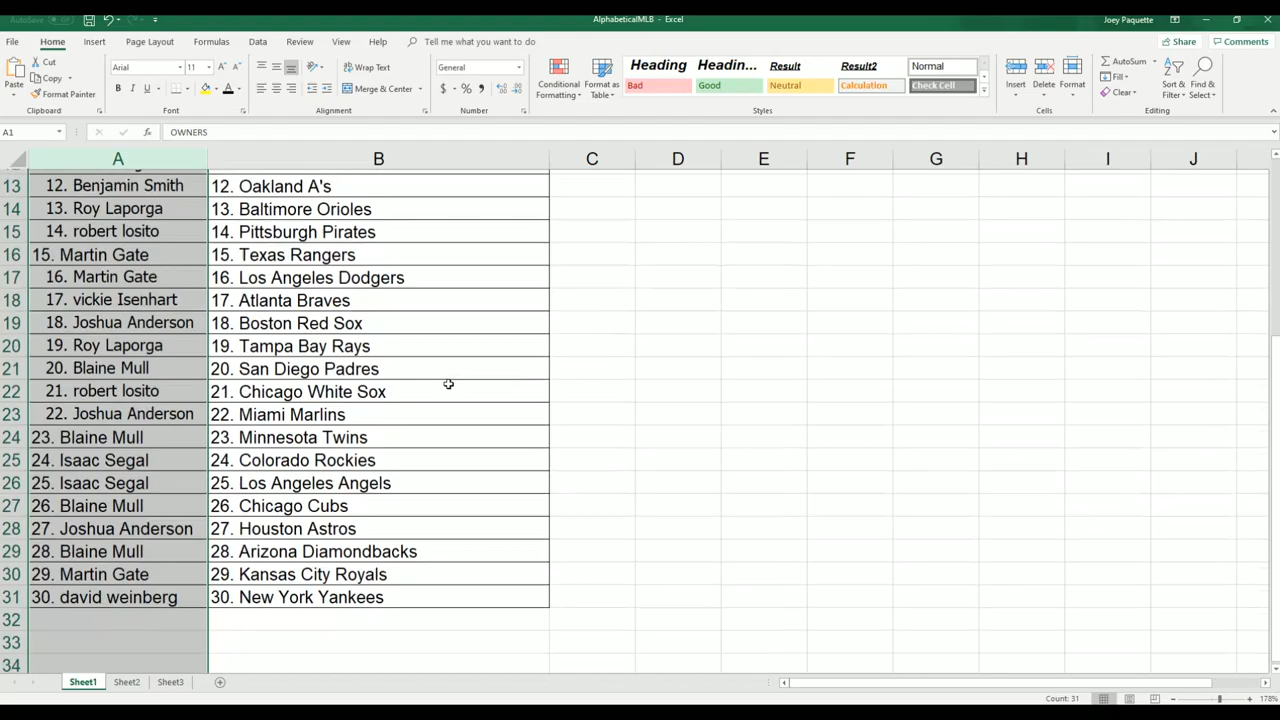 AutoSave Off AlphabeticalMLB - Excel Joey Paquette
File Home Insert Page Layout Formulas Data Review View Help Tell me what you want to do Share Comments
Paste Cut Copy Format Painter Clipboard
Arial 11 A A B I U Font
Wrap Text Merge & Center Alignment
General $ % , Number
Conditional Formatting Format as Table
Heading Headin... Result Result2 Normal
Bad Good Neutral Calculation Check Cell
Styles
Insert Delete Format Cells
AutoSum Fill Clear Sort & Filter Find & Select Editing
A1 fx OWNERS
A B C D E F G H I J
13 12. Benjamin Smith 12. Oakland A's
14 13. Roy Laporga 13. Baltimore Orioles
15 14. robert losito 14. Pittsburgh Pirates
16 15. Martin Gate 15. Texas Rangers
17 16. Martin Gate 16. Los Angeles Dodgers
18 17. vickie Isenhart 17. Atlanta Braves
19 18. Joshua Anderson 18. Boston Red Sox
20 19. Roy Laporga 19. Tampa Bay Rays
21 20. Blaine Mull 20. San Diego Padres
22 21. robert losito 21. Chicago White Sox
23 22. Joshua Anderson 22. Miami Marlins
24 23. Blaine Mull 23. Minnesota Twins
25 24. Isaac Segal 24. Colorado Rockies
26 25. Isaac Segal 25. Los Angeles Angels
27 26. Blaine Mull 26. Chicago Cubs
28 27. Joshua Anderson 27. Houston Astros
29 28. Blaine Mull 28. Arizona Diamondbacks
30 29. Martin Gate 29. Kansas City Royals
31 30. david weinberg 30. New York Yankees
32
33
34
Sheet1 Sheet2 Sheet3
Count: 31 178%